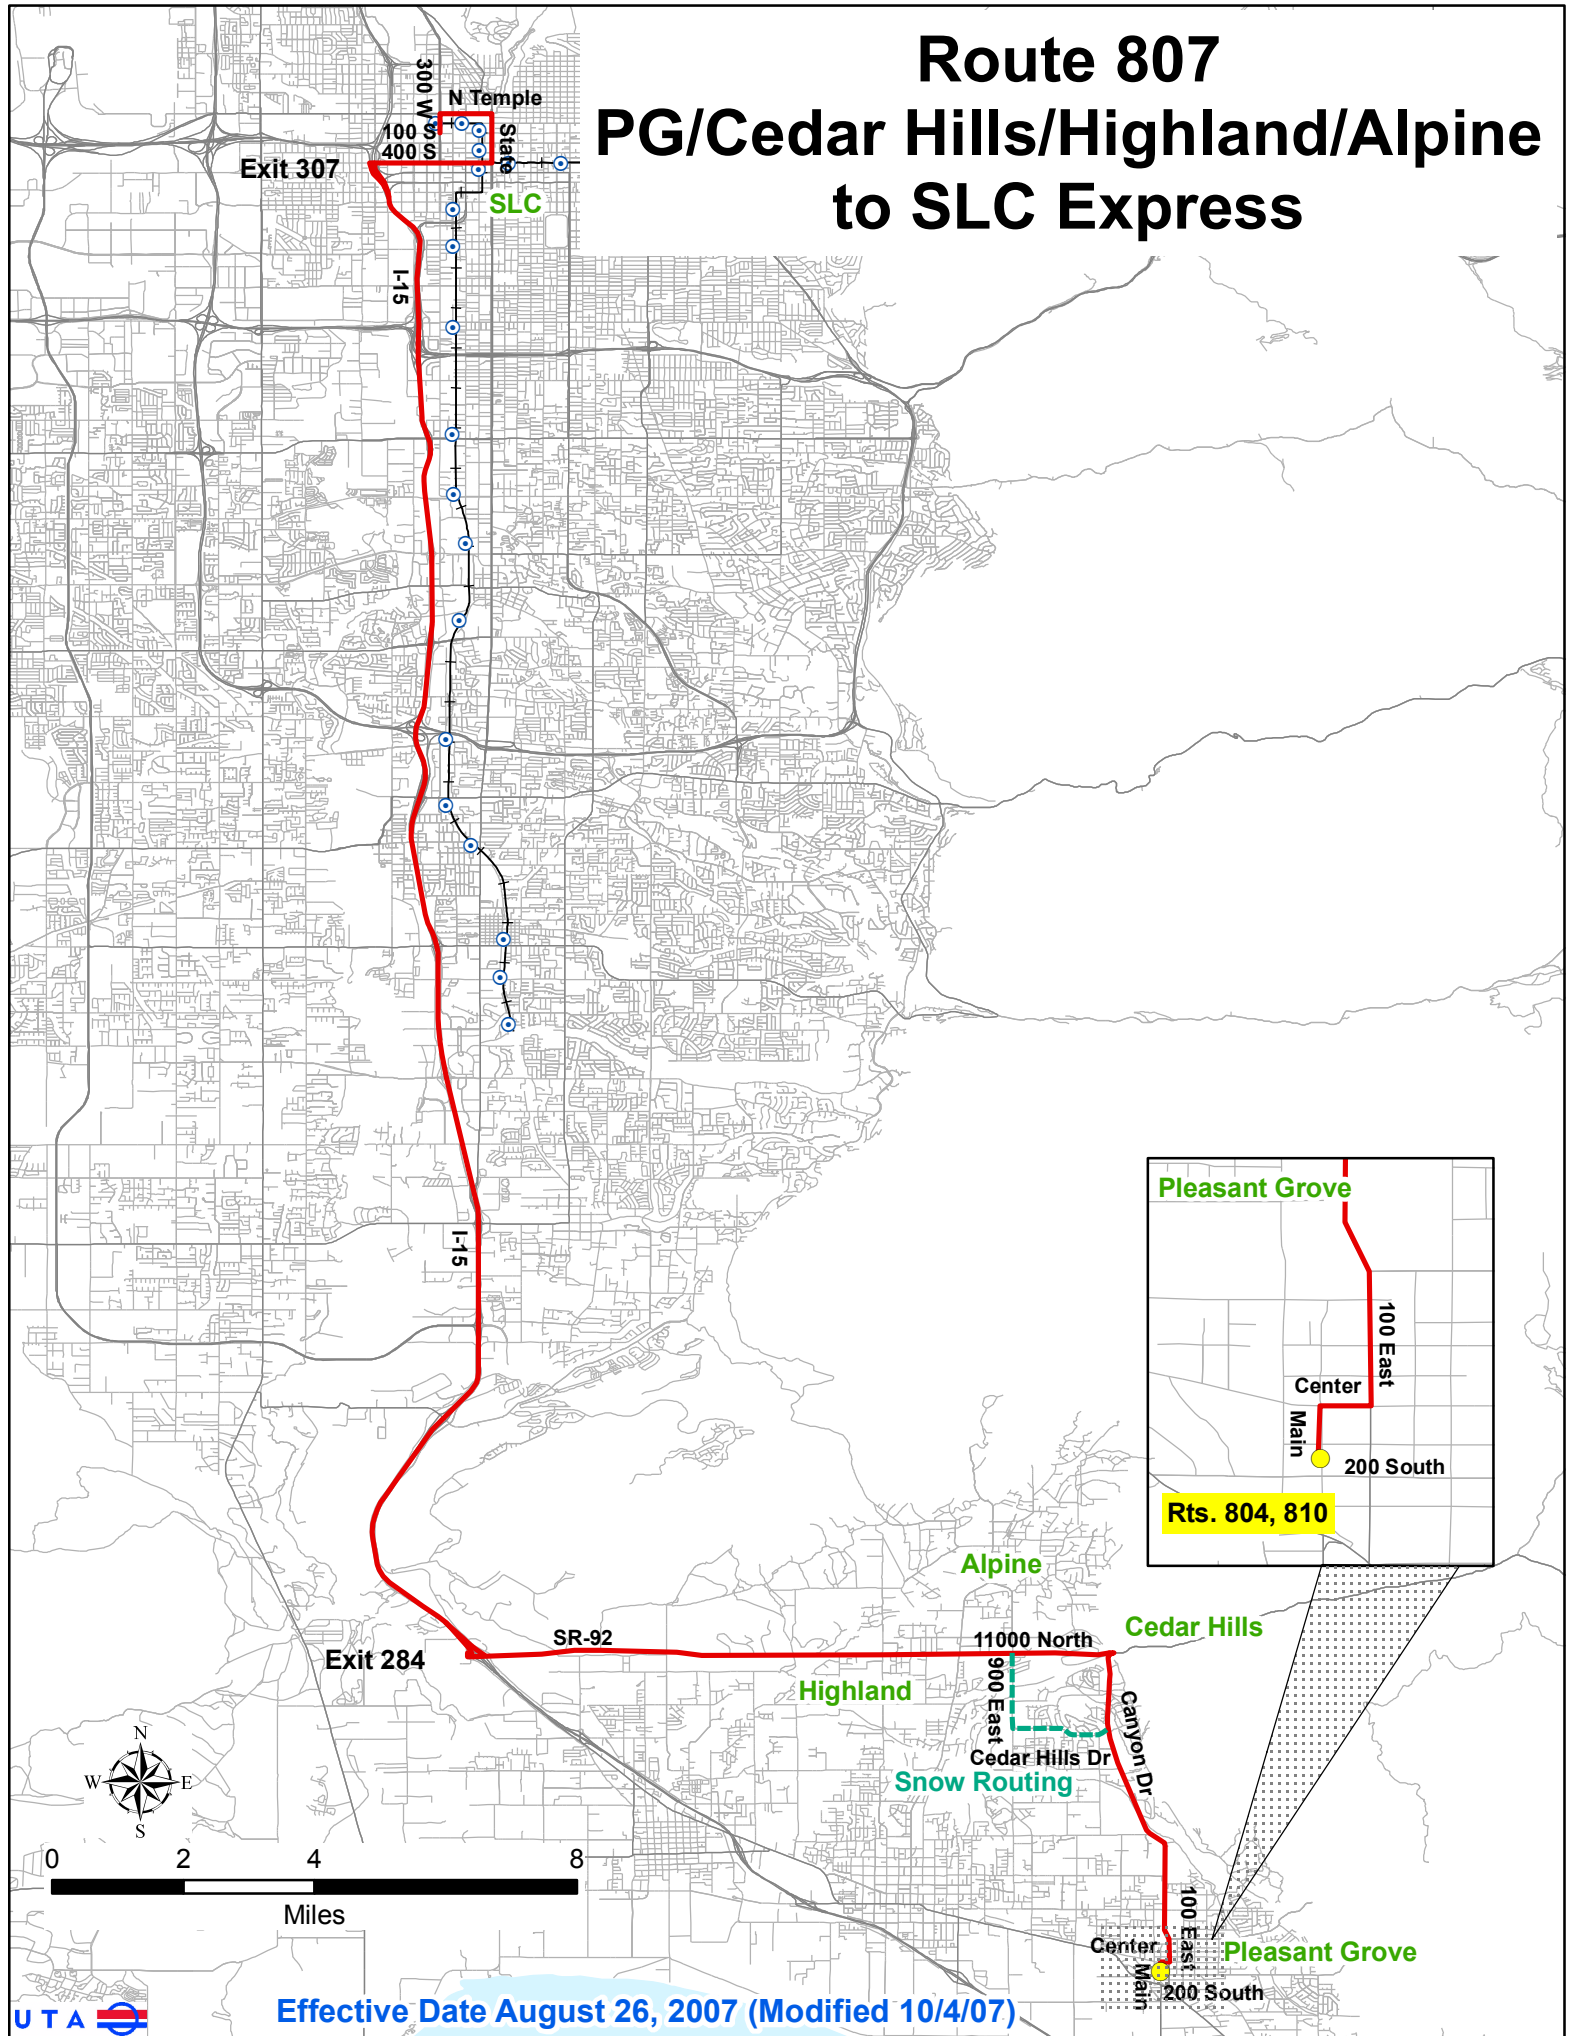 Route 807
PG/Cedar Hills/Highland/Alpine
to SLC Express
300 W
N Temple
100 S
400 S
State
Exit 307
SLC
I-15
I-15
Pleasant Grove
100 East
Center
Main
200 South
Rts. 804, 810
Alpine
Cedar Hills
SR-92
11000 North
Exit 284
Highland
900 East
Canyon Dr
Cedar Hills Dr
Snow Routing
N
W
E
S
0 2 4 8
Miles
100 East
Center
Pleasant Grove
Main
200 South
UTA
Effective Date August 26, 2007 (Modified 10/4/07)